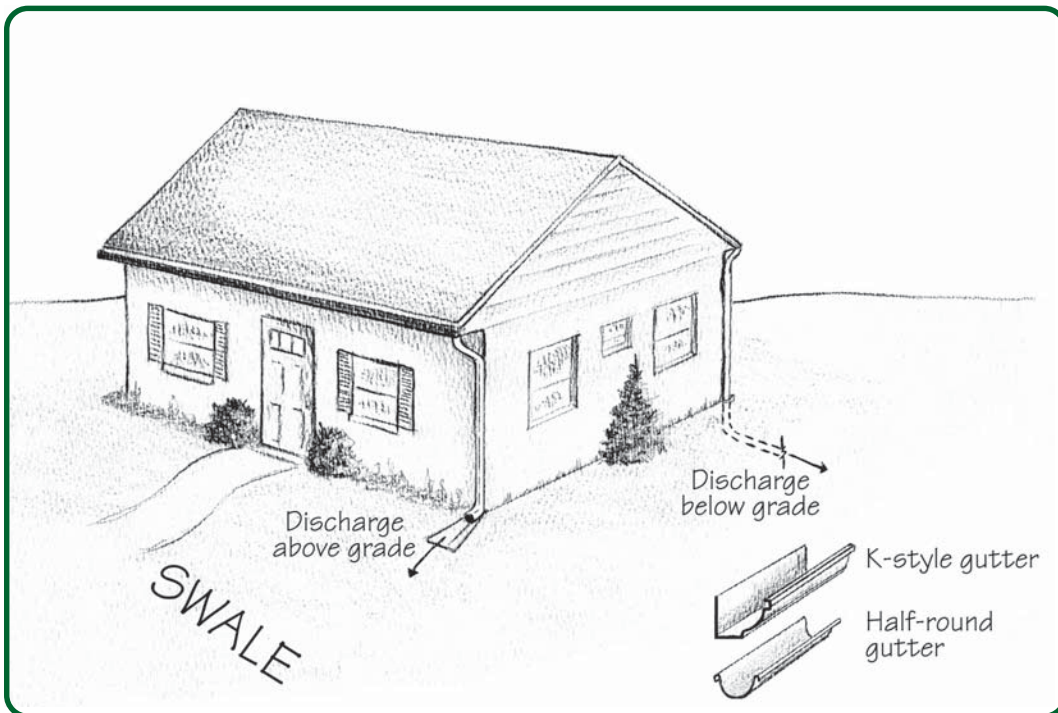 Discharge
above grade
Discharge
below grade
SWALE
K-style gutter
Half-round
gutter